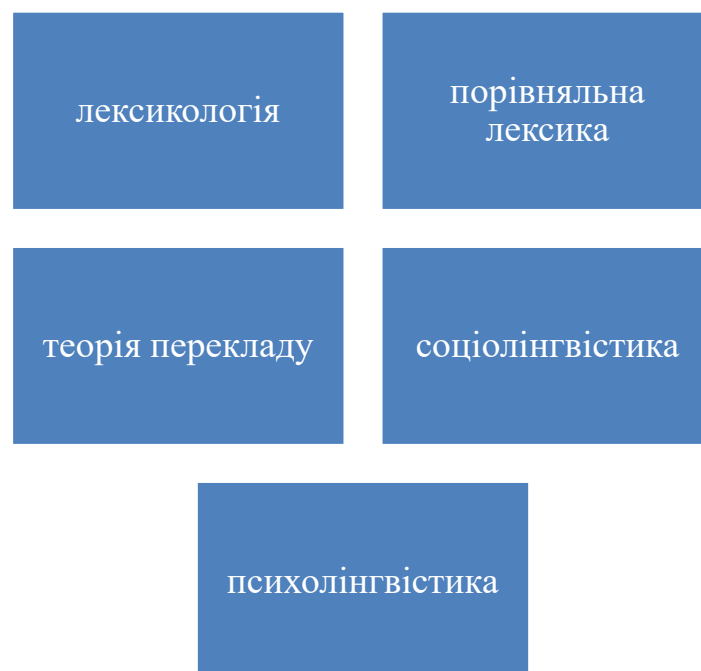 лексикологія
порівняльна
лексика
теорія перекладу
соціолінгвістика
психолінгвістика